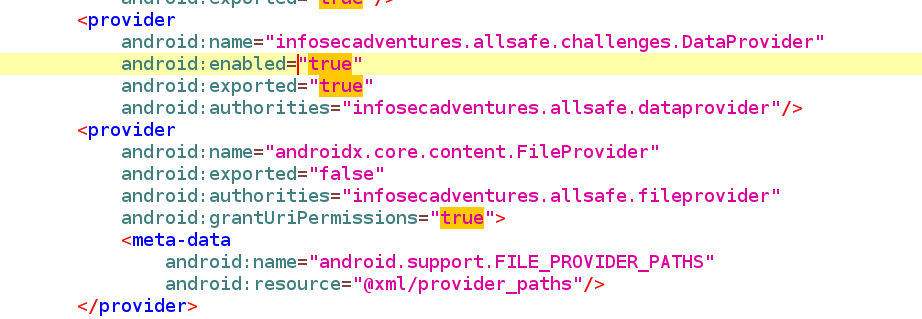 android:exported="true"/>
<provider
android:name="infosecadventures.allsafe.challenges.DataProvider"
android:enabled="true"
android:exported="true"
android:authorities="infosecadventures.allsafe.dataprovider"/>
<provider
android:name="androidx.core.content.FileProvider"
android:exported="false"
android:authorities="infosecadventures.allsafe.fileprovider"
android:grantUriPermissions="true">
<meta-data
android:name="android.support.FILE_PROVIDER_PATHS"
android:resource="@xml/provider_paths"/>
</provider>